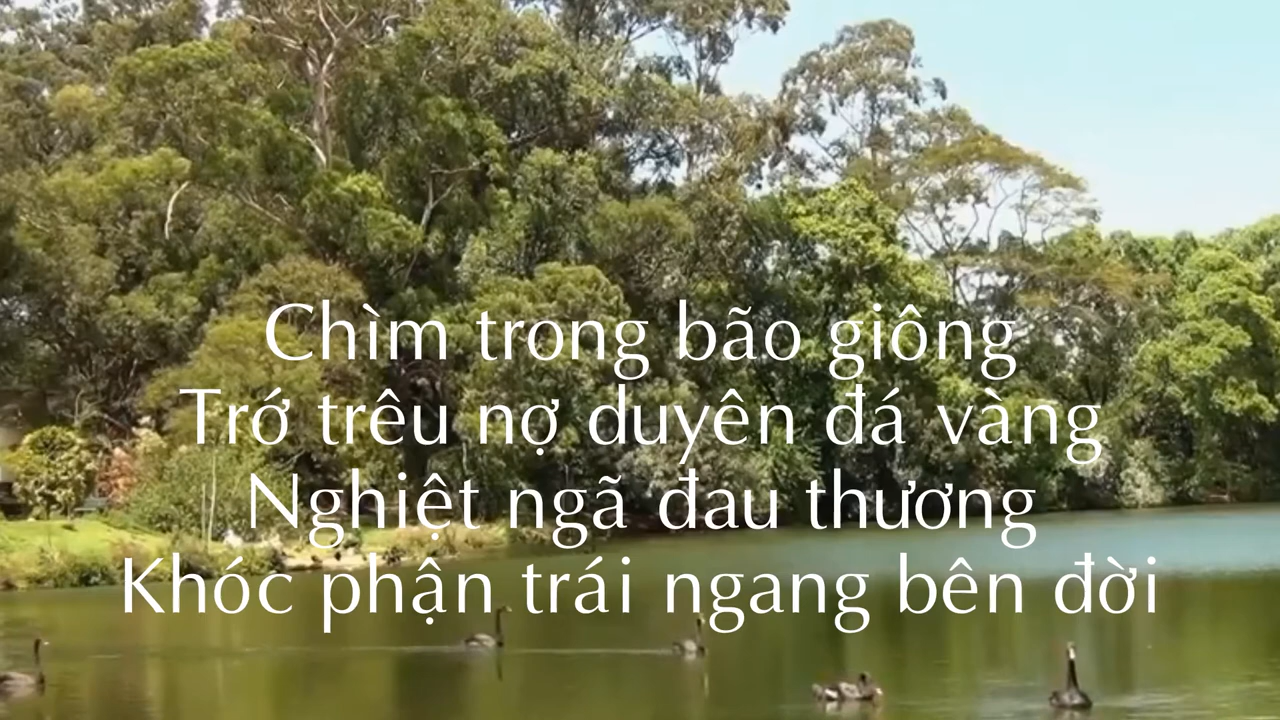 Chìm trong bão giông
Trớ trêu nợ duyên đá vàng
Nghiệt ngã đau thương
Khóc phận trái ngang bên đời